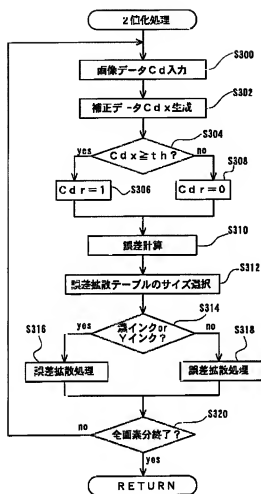 2値化処理
S300
画像データCd入力
S302
補正データCdx生成
S304
Cdx≧th?
yes
no
S308
Cdr=1
S306
Cdr=0
S310
誤差計算
S312
誤差拡散テーブルのサイズ選択
S314
濃インクor
Yインク?
yes
no
S316
S318
誤差拡散処理
誤差拡散処理
S320
no
全画素分終了?
yes
RETURN